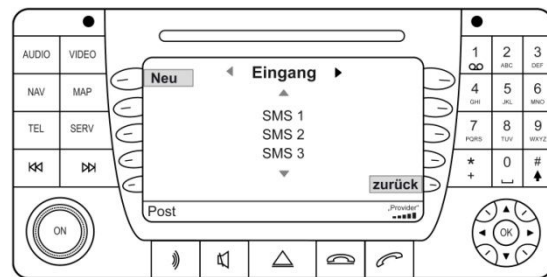 AUDIO VIDEO
NAV MAP
TEL SERV
ON
Neu
Eingang
SMS 1
SMS 2
SMS 3
zurück
Post
„Provider“
1 2 ABC 3 DEF
4 GHI 5 JKL 6 MNO
7 PQRS 8 TUV 9 WXYZ
* + 0 #
OK